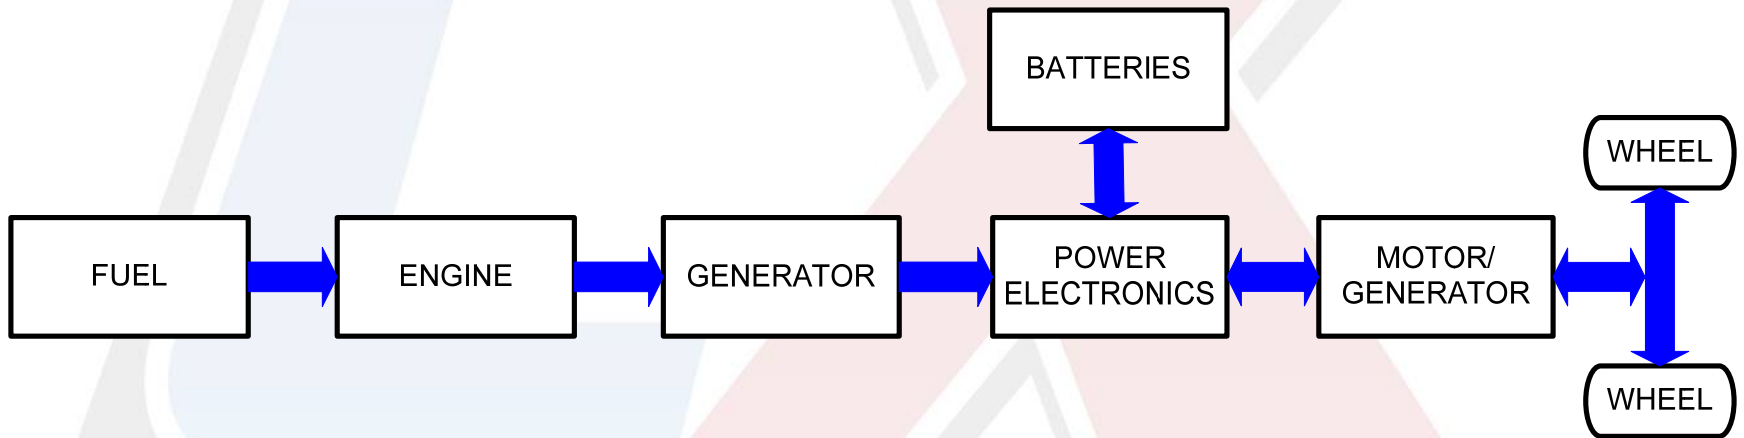 BATTERIES
WHEEL
FUEL
ENGINE
GENERATOR
POWER
ELECTRONICS
MOTOR/
GENERATOR
WHEEL